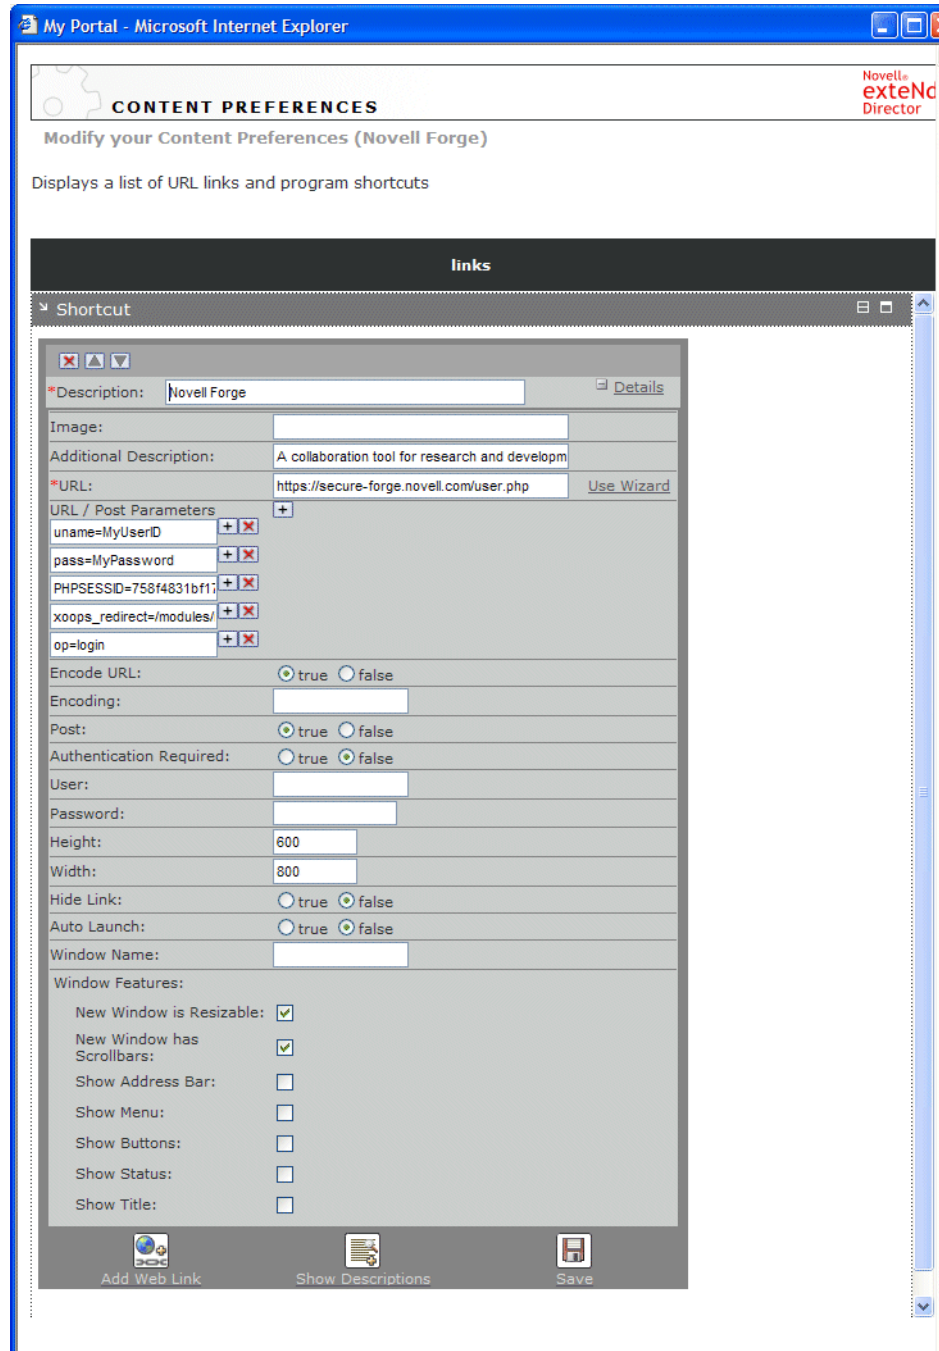 My Portal - Microsoft Internet Explorer
Novell®
exteNd
Director
CONTENT PREFERENCES
Modify your Content Preferences (Novell Forge)
Displays a list of URL links and program shortcuts
links
Shortcut
*Description: Novell Forge Details
Image:
Additional Description: A collaboration tool for research and developm
*URL: https://secure-forge.novell.com/user.php Use Wizard
URL / Post Parameters
uname=MyUserID
pass=MyPassword
PHPSESSID=758f4831bf17
xoops_redirect=/modules/
op=login
Encode URL: true false
Encoding:
Post: true false
Authentication Required: true false
User:
Password:
Height: 600
Width: 800
Hide Link: true false
Auto Launch: true false
Window Name:
Window Features:
New Window is Resizable:
New Window has
Scrollbars:
Show Address Bar:
Show Menu:
Show Buttons:
Show Status:
Show Title:
Add Web Link Show Descriptions Save